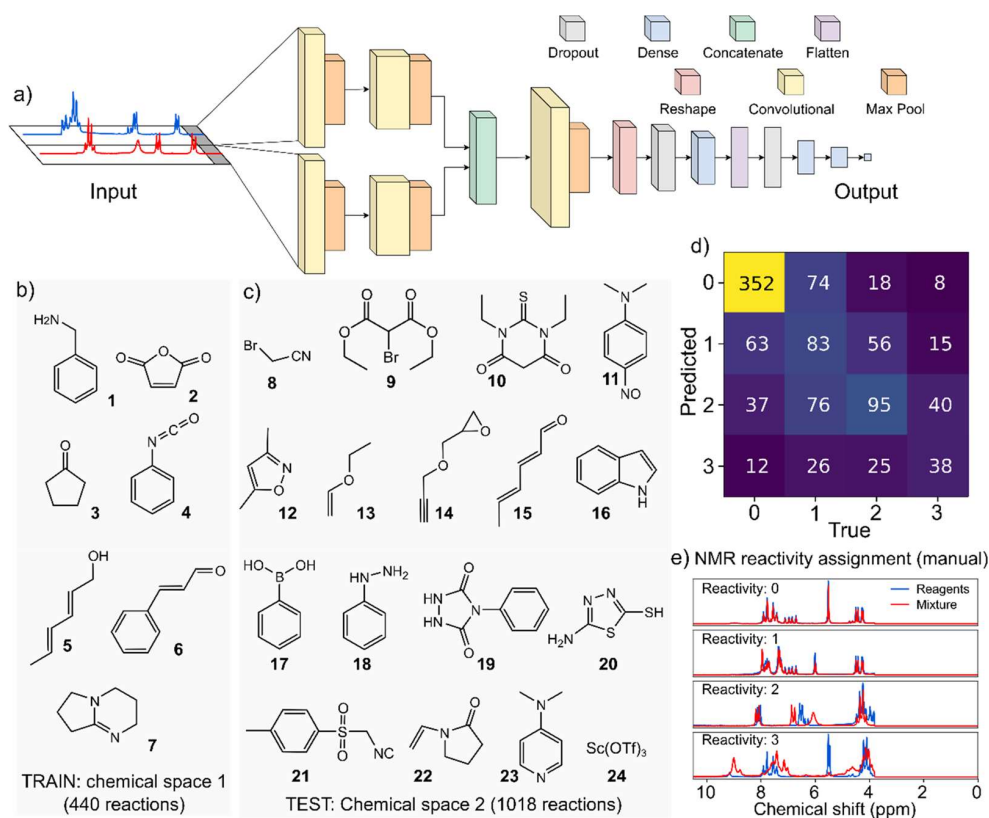 a)
Dropout
Dense
Concatenate
Flatten
Reshape
Convolutional
Max Pool
Input
Output
b)
H₂N
1
O
O
O
2
O
3
N
C
O
4
OH
5
O
6
N
N
7
TRAIN: chemical space 1
(440 reactions)
c)
Br
CN
8
O
O
O
O
Br
9
S
N
N
O
O
10
N
NO
11
N
O
12
O
13
O
O
14
O
15
N
H
16
HO
OH
B
17
H
N
NH₂
18
O
HN
HN
N
O
19
N
N
H₂N
S
SH
20
O
O
S
NC
21
O
N
22
N
N
23
Sc(OTf)₃
24
TEST: Chemical space 2 (1018 reactions)
d)
Predicted
0
352 74 18 8
1
63 83 56 15
2
37 76 95 40
3
12 26 25 38
0 1 2 3
True
e) NMR reactivity assignment (manual)
Reactivity: 0
Reagents
Mixture
Reactivity: 1
Reactivity: 2
Reactivity: 3
10 8 6 4 2 0
Chemical shift (ppm)